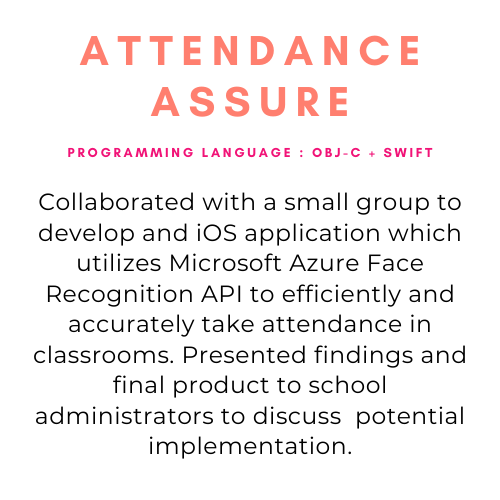 ATTENDANCE
ASSURE
PROGRAMMING LANGUAGE : OBJ-C + SWIFT
Collaborated with a small group to
develop and iOS application which
utilizes Microsoft Azure Face
Recognition API to efficiently and
accurately take attendance in
classrooms. Presented findings and
final product to school
administrators to discuss  potential
implementation.